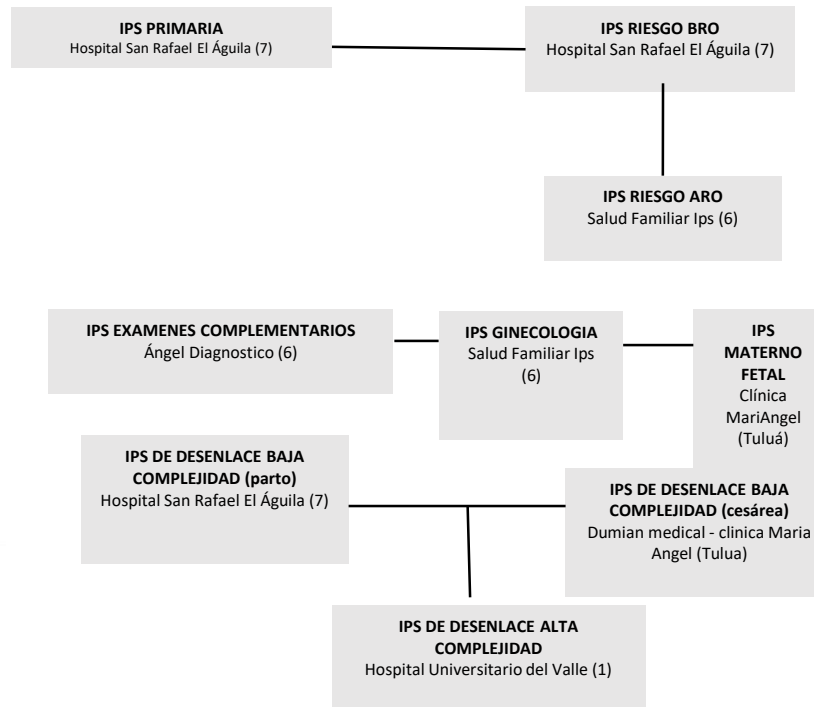 IPS PRIMARIA
Hospital San Rafael El Águila (7)
IPS RIESGO BRO
Hospital San Rafael El Águila (7)
IPS RIESGO ARO
Salud Familiar Ips (6)
IPS EXAMENES COMPLEMENTARIOS
Ángel Diagnostico (6)
IPS GINECOLOGIA
Salud Familiar Ips
(6)
IPS
MATERNO
FETAL
Clínica
MariAngel
(Tuluá)
IPS DE DESENLACE BAJA
COMPLEJIDAD (parto)
Hospital San Rafael El Águila (7)
IPS DE DESENLACE BAJA
COMPLEJIDAD (cesárea)
Dumian medical - clinica Maria
Angel (Tulua)
IPS DE DESENLACE ALTA
COMPLEJIDAD
Hospital Universitario del Valle (1)